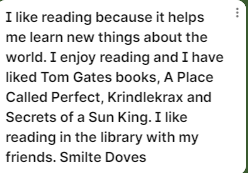 I like reading because it helps
me learn new things about the
world. I enjoy reading and I have
liked Tom Gates books, A Place
Called Perfect, Krindlekrax and
Secrets of a Sun King. I like
reading in the library with my
friends. Smilte Doves